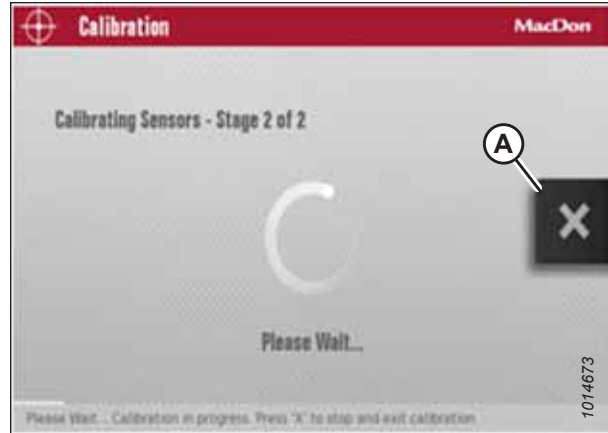 Calibration
MacDon
Calibrating Sensors - Stage 2 of 2
A
X
Please Wait...
1014673
Please Wait... Calibration in progress. Press "X" to stop and exit calibration